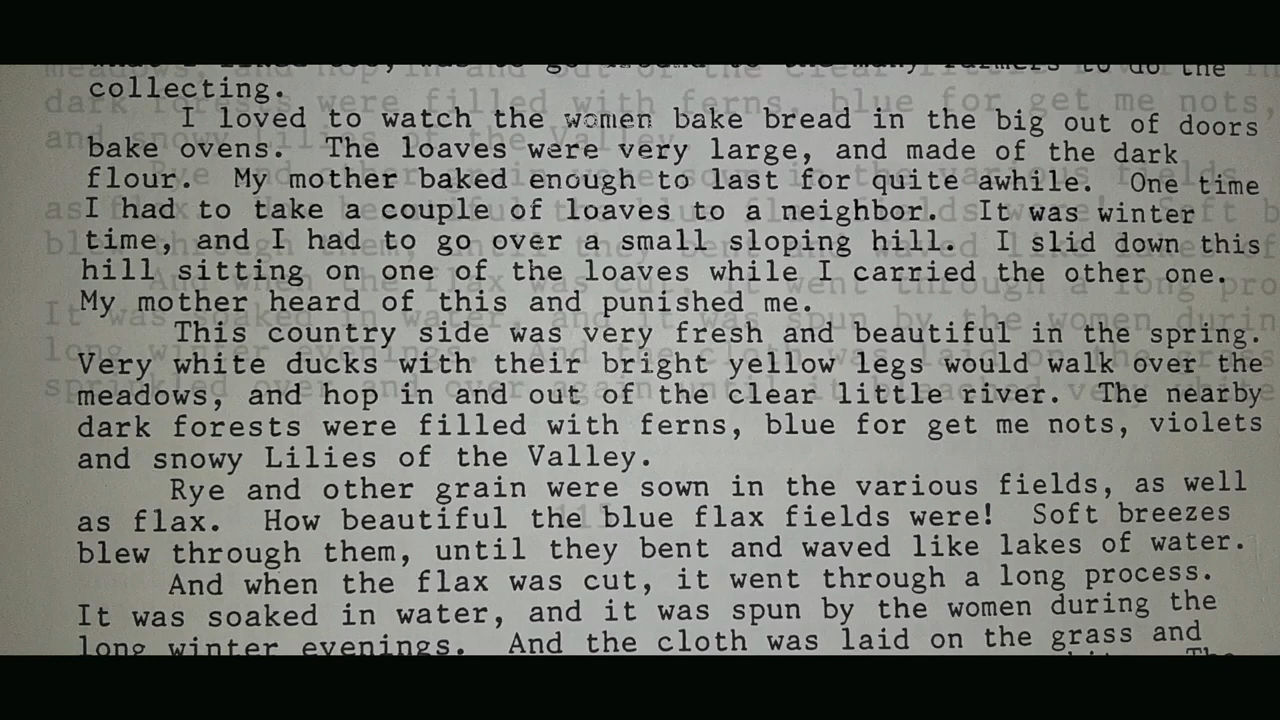 collecting.
I loved to watch the women bake bread in the big out of doors
bake ovens. The loaves were very large, and made of the dark
flour. My mother baked enough to last for quite awhile. One time
I had to take a couple of loaves to a neighbor. It was winter
time, and I had to go over a small sloping hill. I slid down this
hill sitting on one of the loaves while I carried the other one.
My mother heard of this and punished me.
This country side was very fresh and beautiful in the spring.
Very white ducks with their bright yellow legs would walk over the
meadows, and hop in and out of the clear little river. The nearby
dark forests were filled with ferns, blue for get me nots, violets
and snowy Lilies of the Valley.
Rye and other grain were sown in the various fields, as well
as flax. How beautiful the blue flax fields were! Soft breezes
blew through them, until they bent and waved like lakes of water.
And when the flax was cut, it went through a long process.
It was soaked in water, and it was spun by the women during the
long winter evenings. And the cloth was laid on the grass and